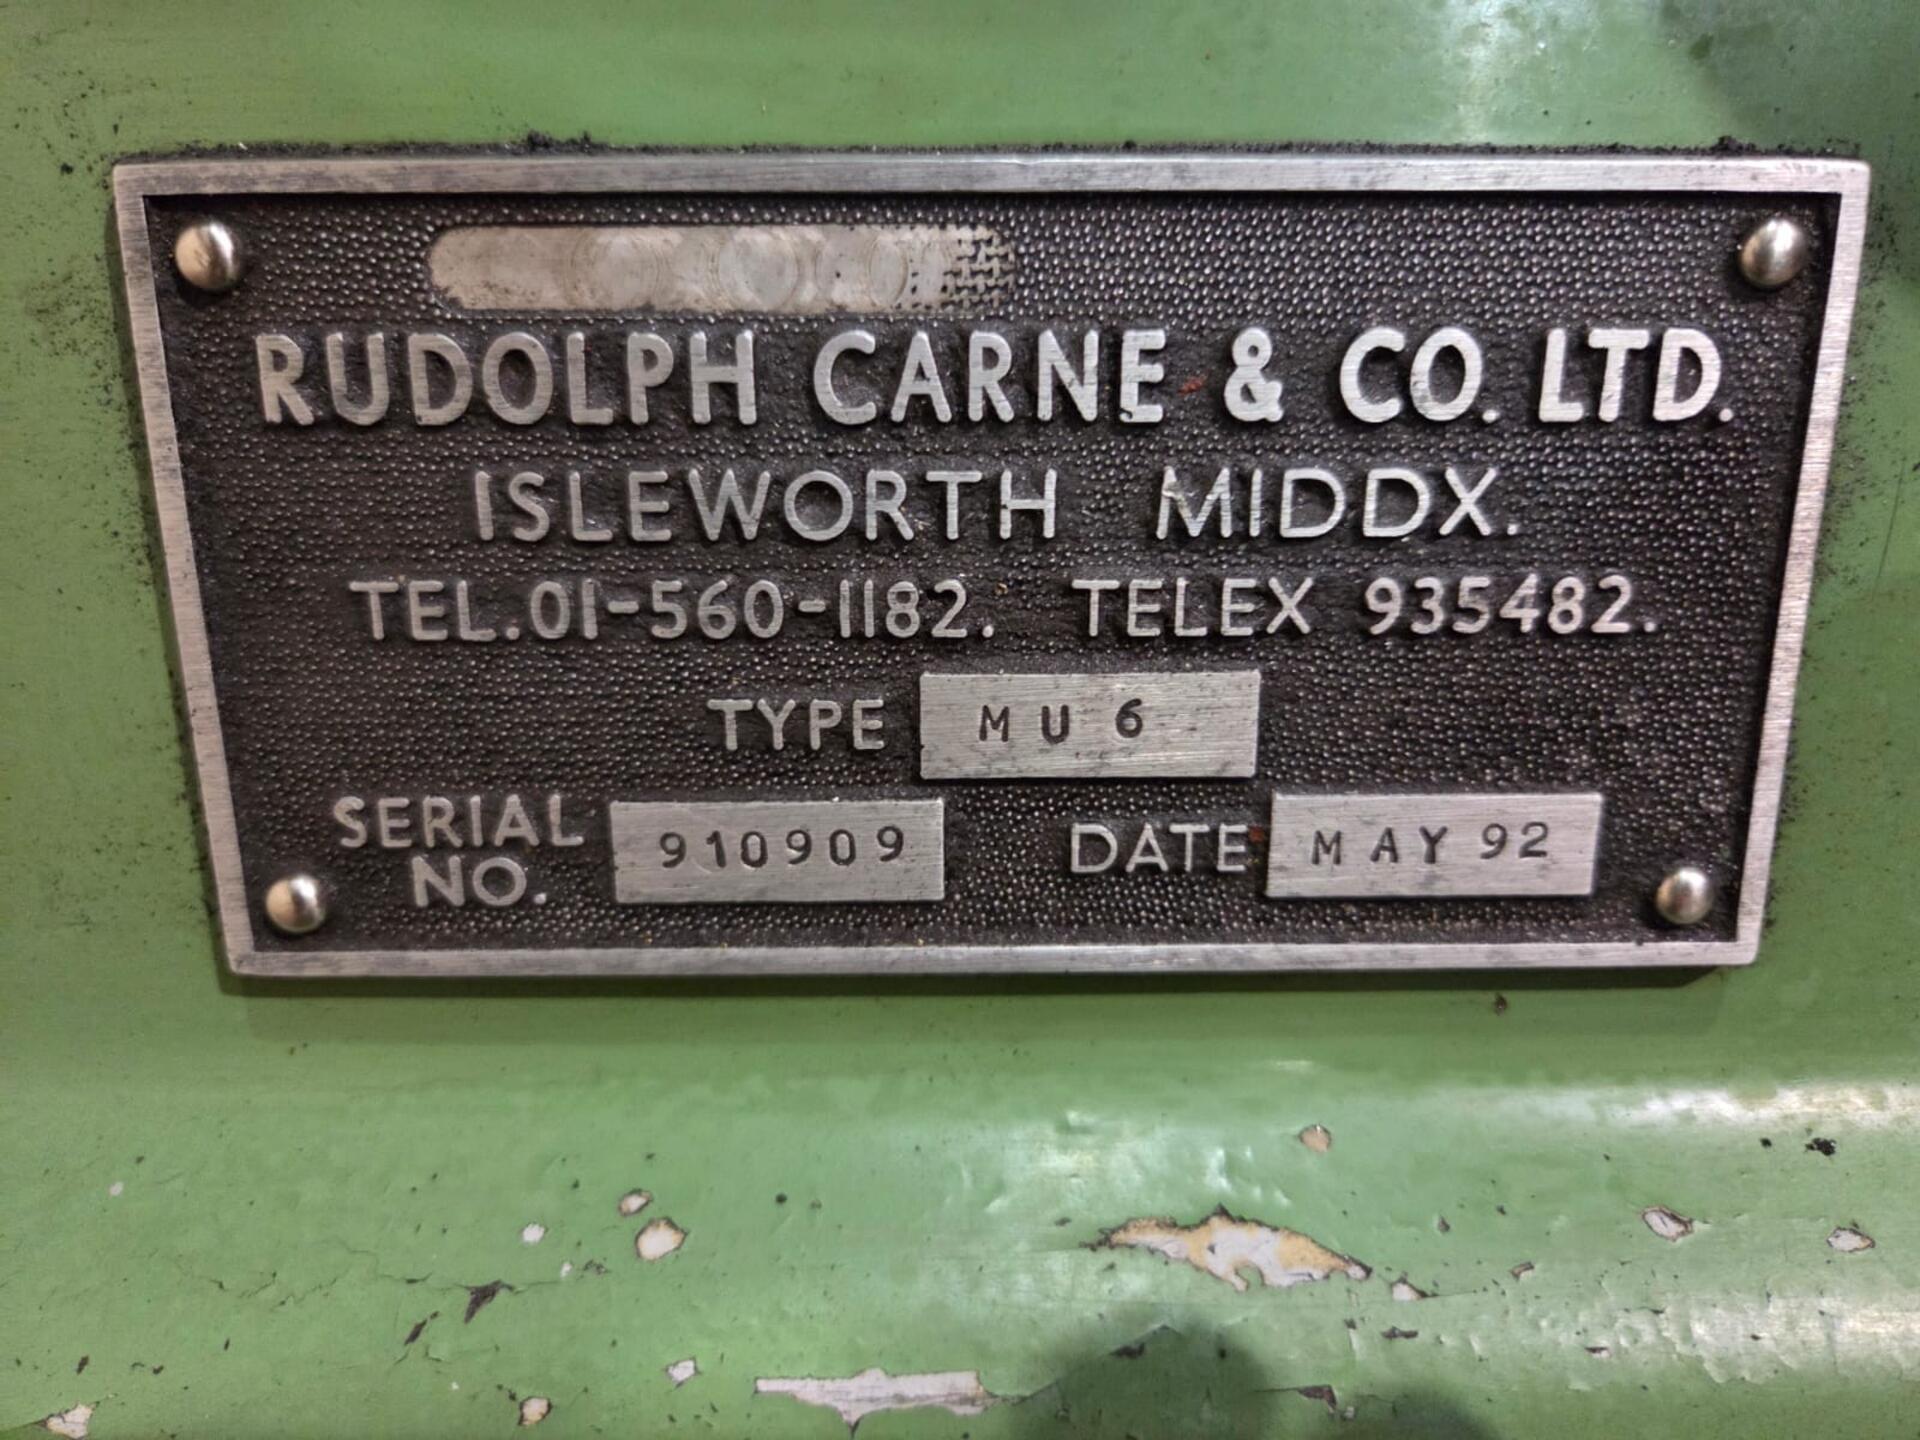 RUDOLPH CARNE & CO. LTD.
ISLEWORTH MIDDX.
TEL. 01-560-1182. TELEX 935482.
TYPE MU 6
SERIAL NO. 910909 DATE MAY 92